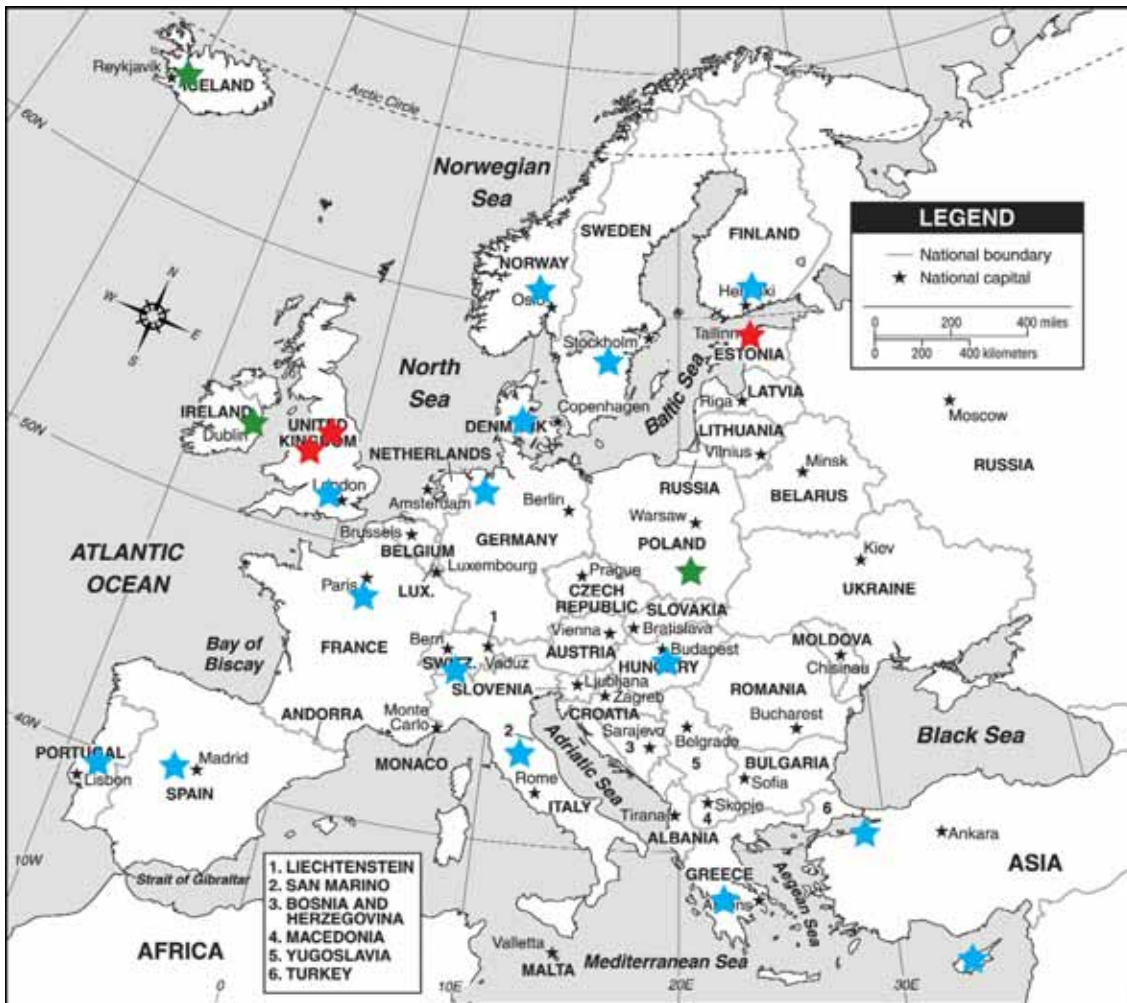 Reykjavik
ICELAND
Arctic Circle
60N
Norwegian
Sea
SWEDEN
FINLAND
NORWAY
Oslo
Helsinki
Stockholm
Tallinn
ESTONIA
LEGEND
National boundary
National capital
0 200 400 miles
0 200 400 kilometers
N
W
E
S
50N
North
Sea
Baltic Sea
Riga
LATVIA
Moscow
IRELAND
Dublin
UNITED
KINGDOM
DENMARK
Copenhagen
LITHUANIA
Vilnius
Minsk
RUSSIA
NETHERLANDS
RUSSIA
BELARUS
London
Amsterdam
Berlin
Warsaw
Brussels
BELGIUM
GERMANY
POLAND
Kiev
ATLANTIC
OCEAN
Luxembourg
LUX.
Paris
Prague
CZECH
REPUBLIC
SLOVAKIA
UKRAINE
1
Bay of
Biscay
FRANCE
Bern
SWITZ.
Vaduz
Vienna
AUSTRIA
Bratislava
Budapest
HUNGARY
MOLDOVA
Chisinau
SLOVENIA
Ljubljana
Zagreb
ROMANIA
40N
ANDORRA
Monte
Carlo
MONACO
CROATIA
Sarajevo
3
Belgrade
5
Bucharest
Black Sea
PORTUGAL
Lisbon
Madrid
SPAIN
2
Adriatic Sea
Rome
ITALY
BULGARIA
Sofia
Tirana
Skopje
4
ALBANIA
6
Ankara
10W
Strait of Gibraltar
GREECE
Athens
Aegean
Sea
ASIA
1. LIECHTENSTEIN
2. SAN MARINO
3. BOSNIA AND
HERZEGOVINA
4. MACEDONIA
5. YUGOSLAVIA
6. TURKEY
AFRICA
Valletta
MALTA
Mediterranean Sea
0
10E
20E
30E